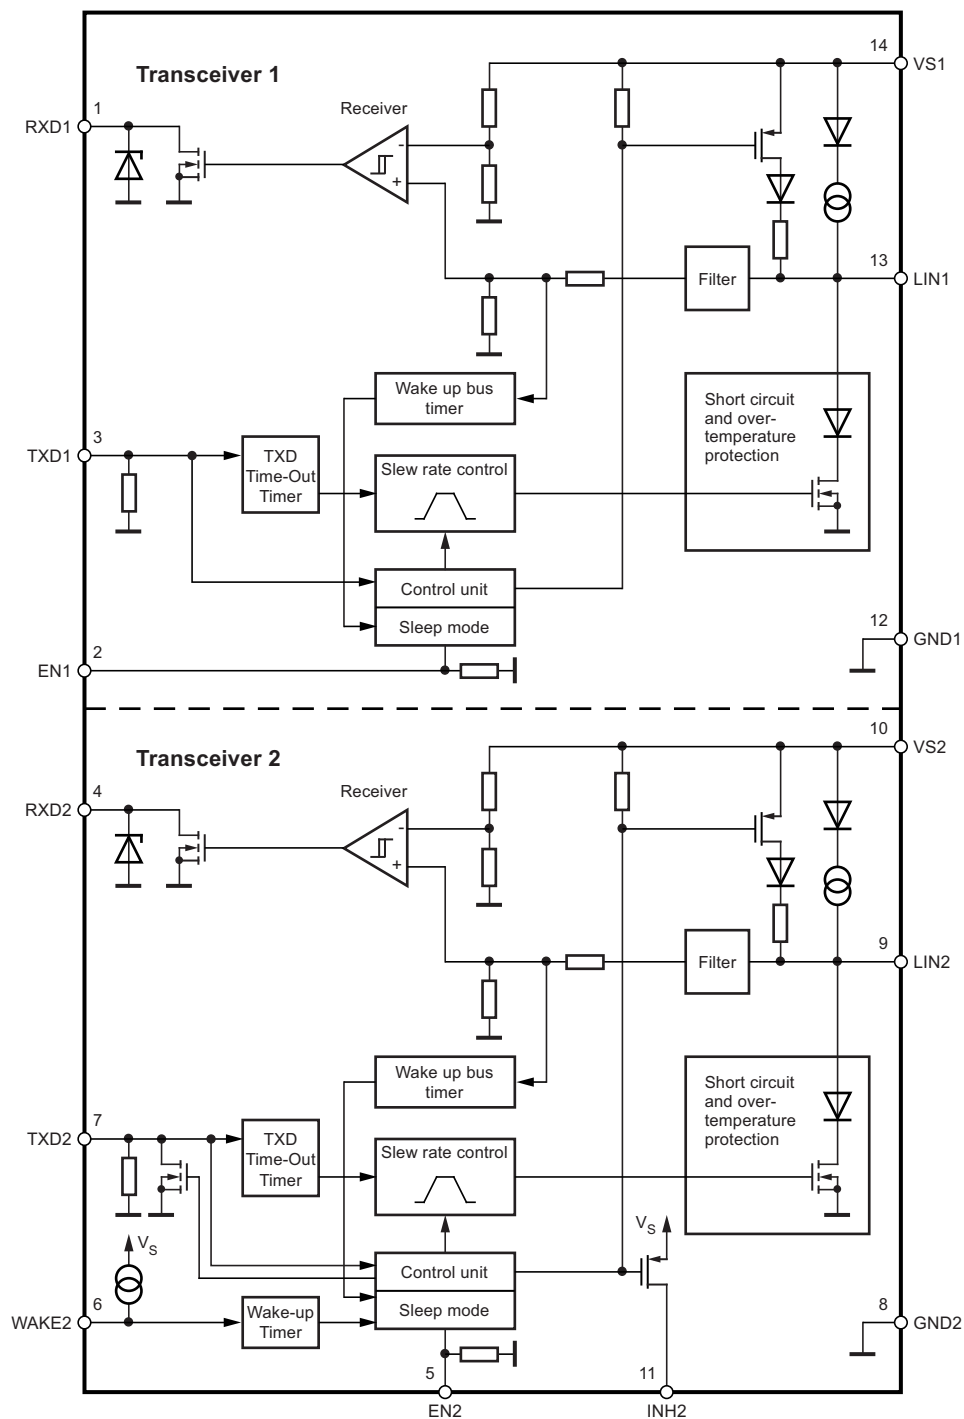 14
VS1
Transceiver 1
1
RXD1
Receiver
-
+
13
LIN1
Filter
Wake up bus
timer
Short circuit
and over-
temperature
protection
3
TXD1
TXD
Time-Out
Timer
Slew rate control
Control unit
Sleep mode
12
GND1
2
EN1
10
VS2
Transceiver 2
4
RXD2
Receiver
-
+
9
LIN2
Filter
Wake up bus
timer
Short circuit
and over-
temperature
protection
7
TXD2
TXD
Time-Out
Timer
Slew rate control
VS
VS
Control unit
Sleep mode
6
WAKE2
Wake-up
Timer
8
GND2
5
EN2
11
INH2